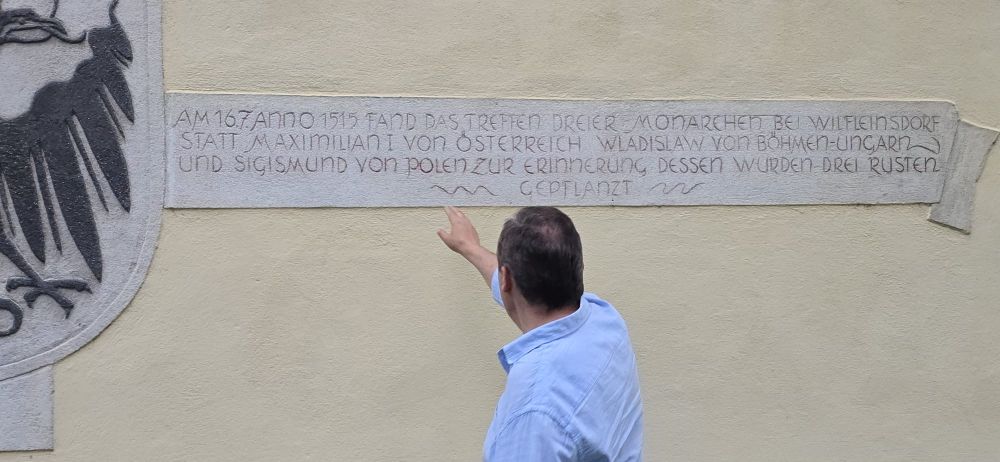 AM 16.7. ANNO 1515 FAND DAS TREFFEN DREIER MONARCHEN BEI WILFLEINSDORF
STATT MAXIMILIAN I VON ÖSTERREICH WLADISLAW VON BÖHMEN-UNGARN
UND SIGISMUND VON POLEN ZUR ERINNERUNG DESSEN WURDEN DREI RUSTEN
GEPFLANZT